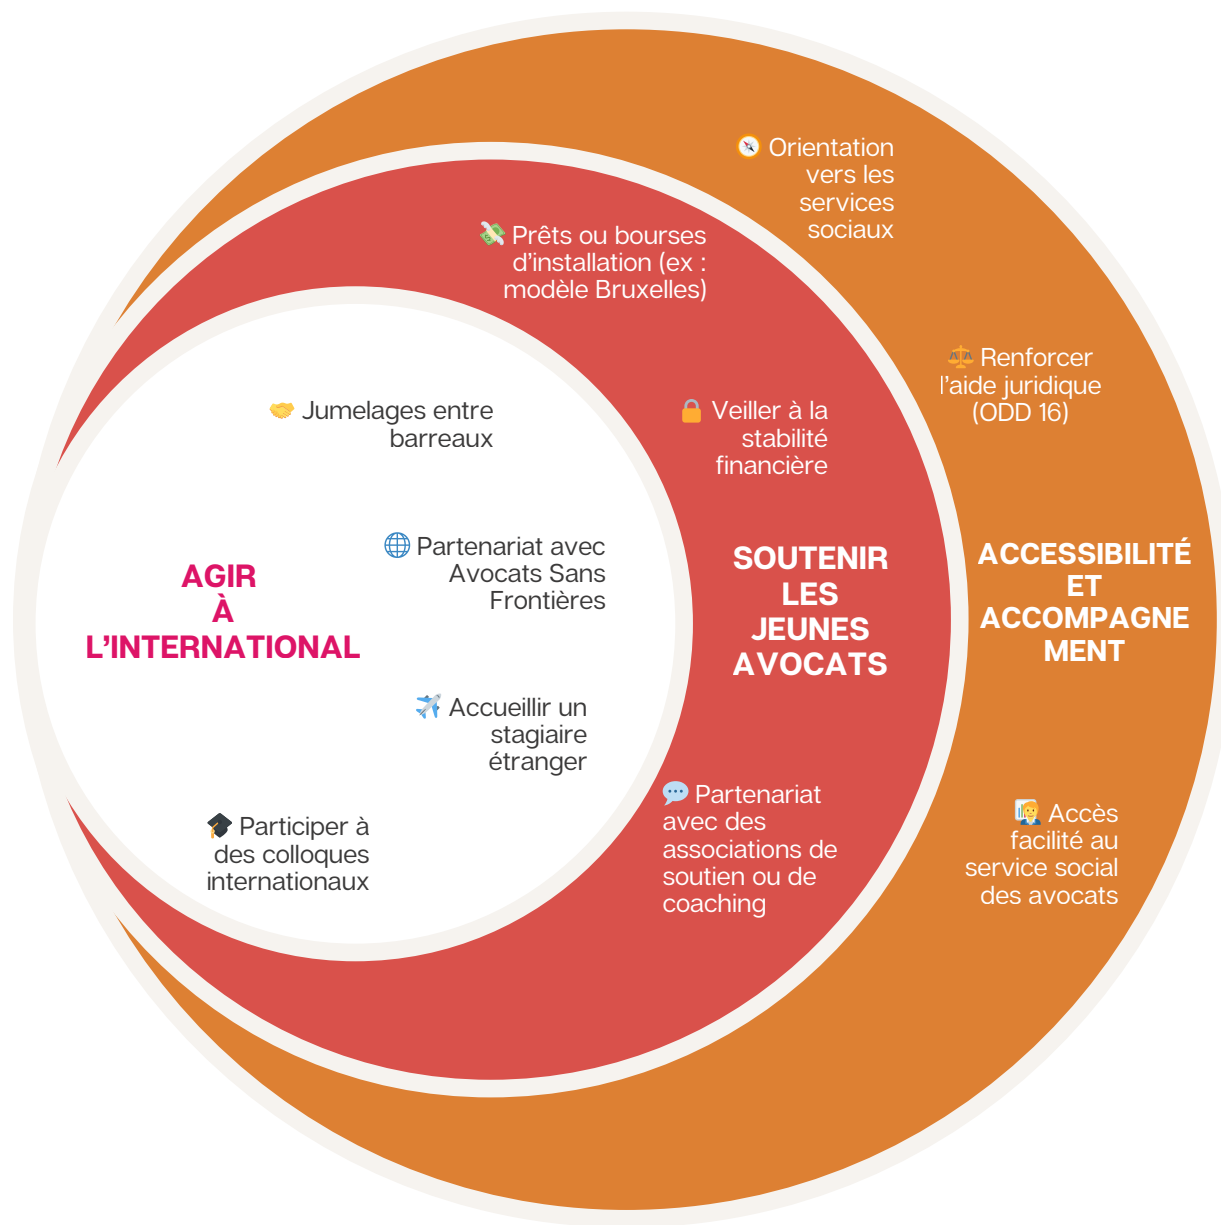 AGIR
À
L'INTERNATIONAL
🤝 Jumelages entre
barreaux
🌐 Partenariat avec
Avocats Sans
Frontières
✈️ Accueillir un
stagiaire
étranger
🎓 Participer à
des colloques
internationaux
💸 Prêts ou bourses
d'installation (ex :
modèle Bruxelles)
🔒 Veiller à la
stabilité
financière
SOUTENIR
LES
JEUNES
AVOCATS
💬 Partenariat
avec des
associations de
soutien ou de
coaching
🧭 Orientation
vers les
services
sociaux
⚖️ Renforcer
l'aide juridique
(ODD 16)
ACCESSIBILITÉ
ET
ACCOMPAGNE
MENT
🧑‍💼 Accès
facilité au
service social
des avocats